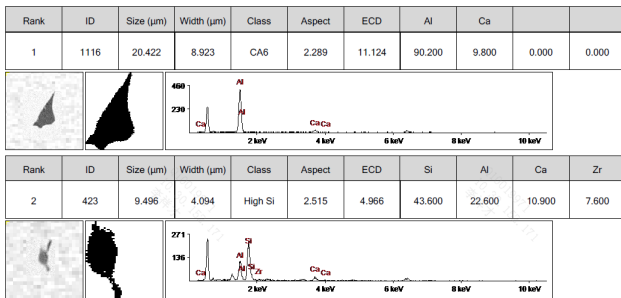 Rank ID Size (µm) Width (µm) Class Aspect ECD Al Ca
1 1116 20.422 8.923 CA6 2.289 11.124 90.200 9.800 0.000 0.000
460
230
Al
Al
Ca
Ca Ca
2 keV 4 keV 6 keV 8 keV 10 keV
Rank ID Size (µm) Width (µm) Class Aspect ECD Si Al Ca Zr
2 423 9.496 4.094 High Si 2.515 4.966 43.600 22.600 10.900 7.600
271
136
Si
Al
Al Si Zr
Ca
Ca Ca
2 keV 4 keV 6 keV 8 keV 10 keV